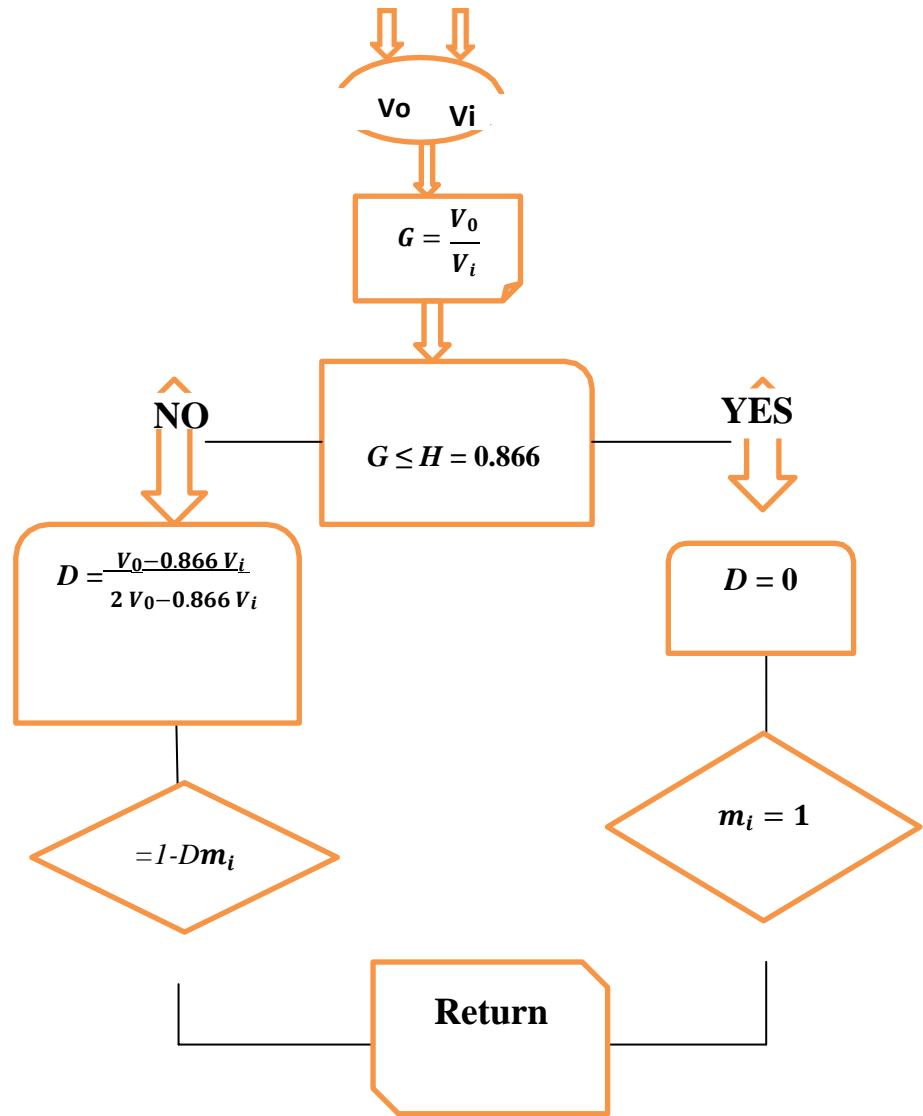 Vo Vi
G = V₀
Vᵢ
NO
YES
G ≤ H = 0.866
D = V₀−0.866 Vᵢ
2 V₀−0.866 Vᵢ
D = 0
=1-Dmᵢ
mᵢ = 1
Return